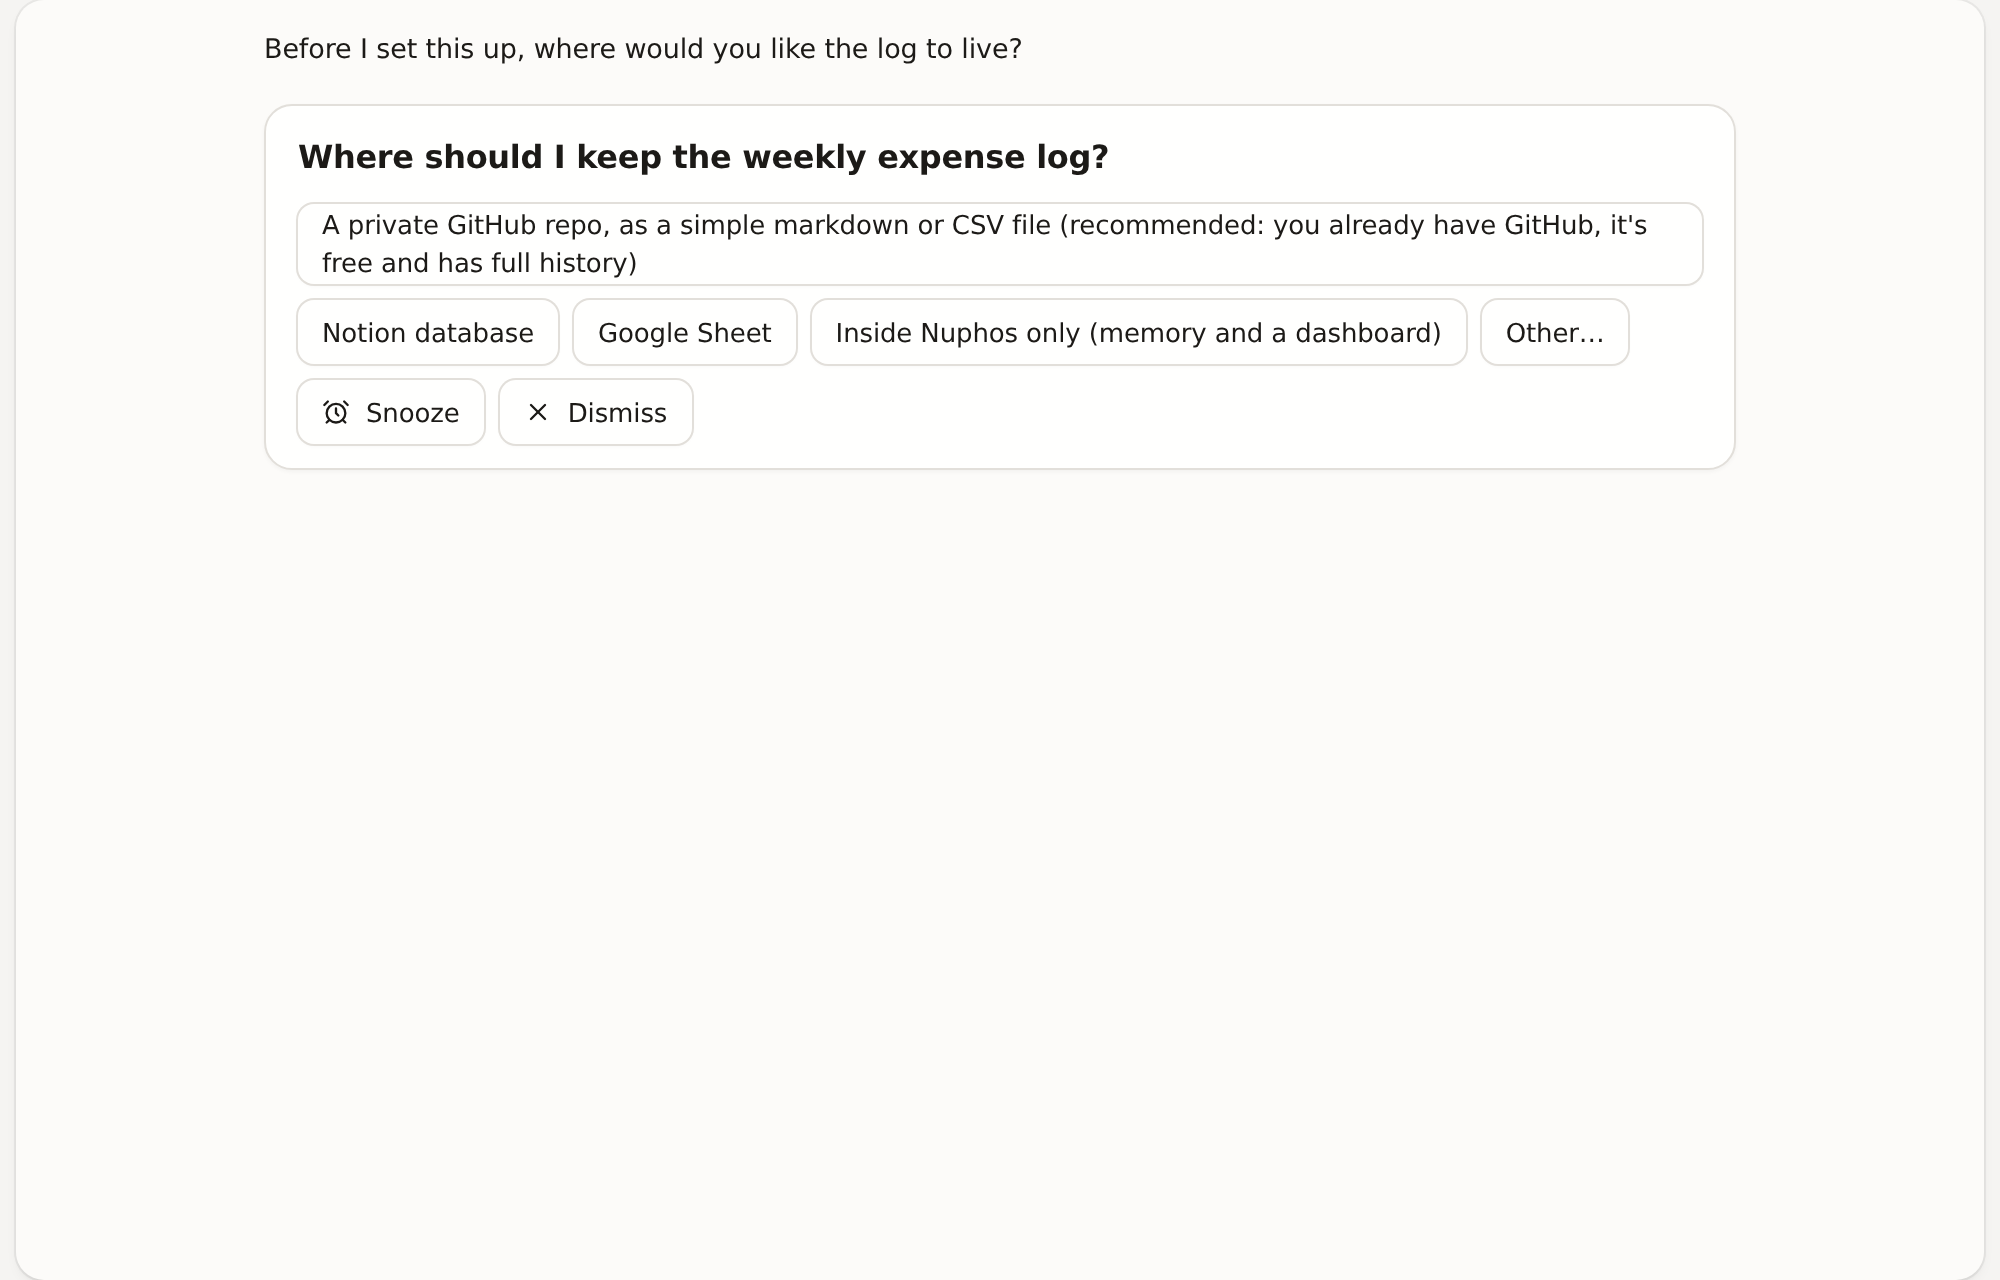 Before I set this up, where would you like the log to live?
Where should I keep the weekly expense log?
A private GitHub repo, as a simple markdown or CSV file (recommended: you already have GitHub, it's
free and has full history)
Notion database
Google Sheet
Inside Nuphos only (memory and a dashboard)
Other…
Snooze
Dismiss